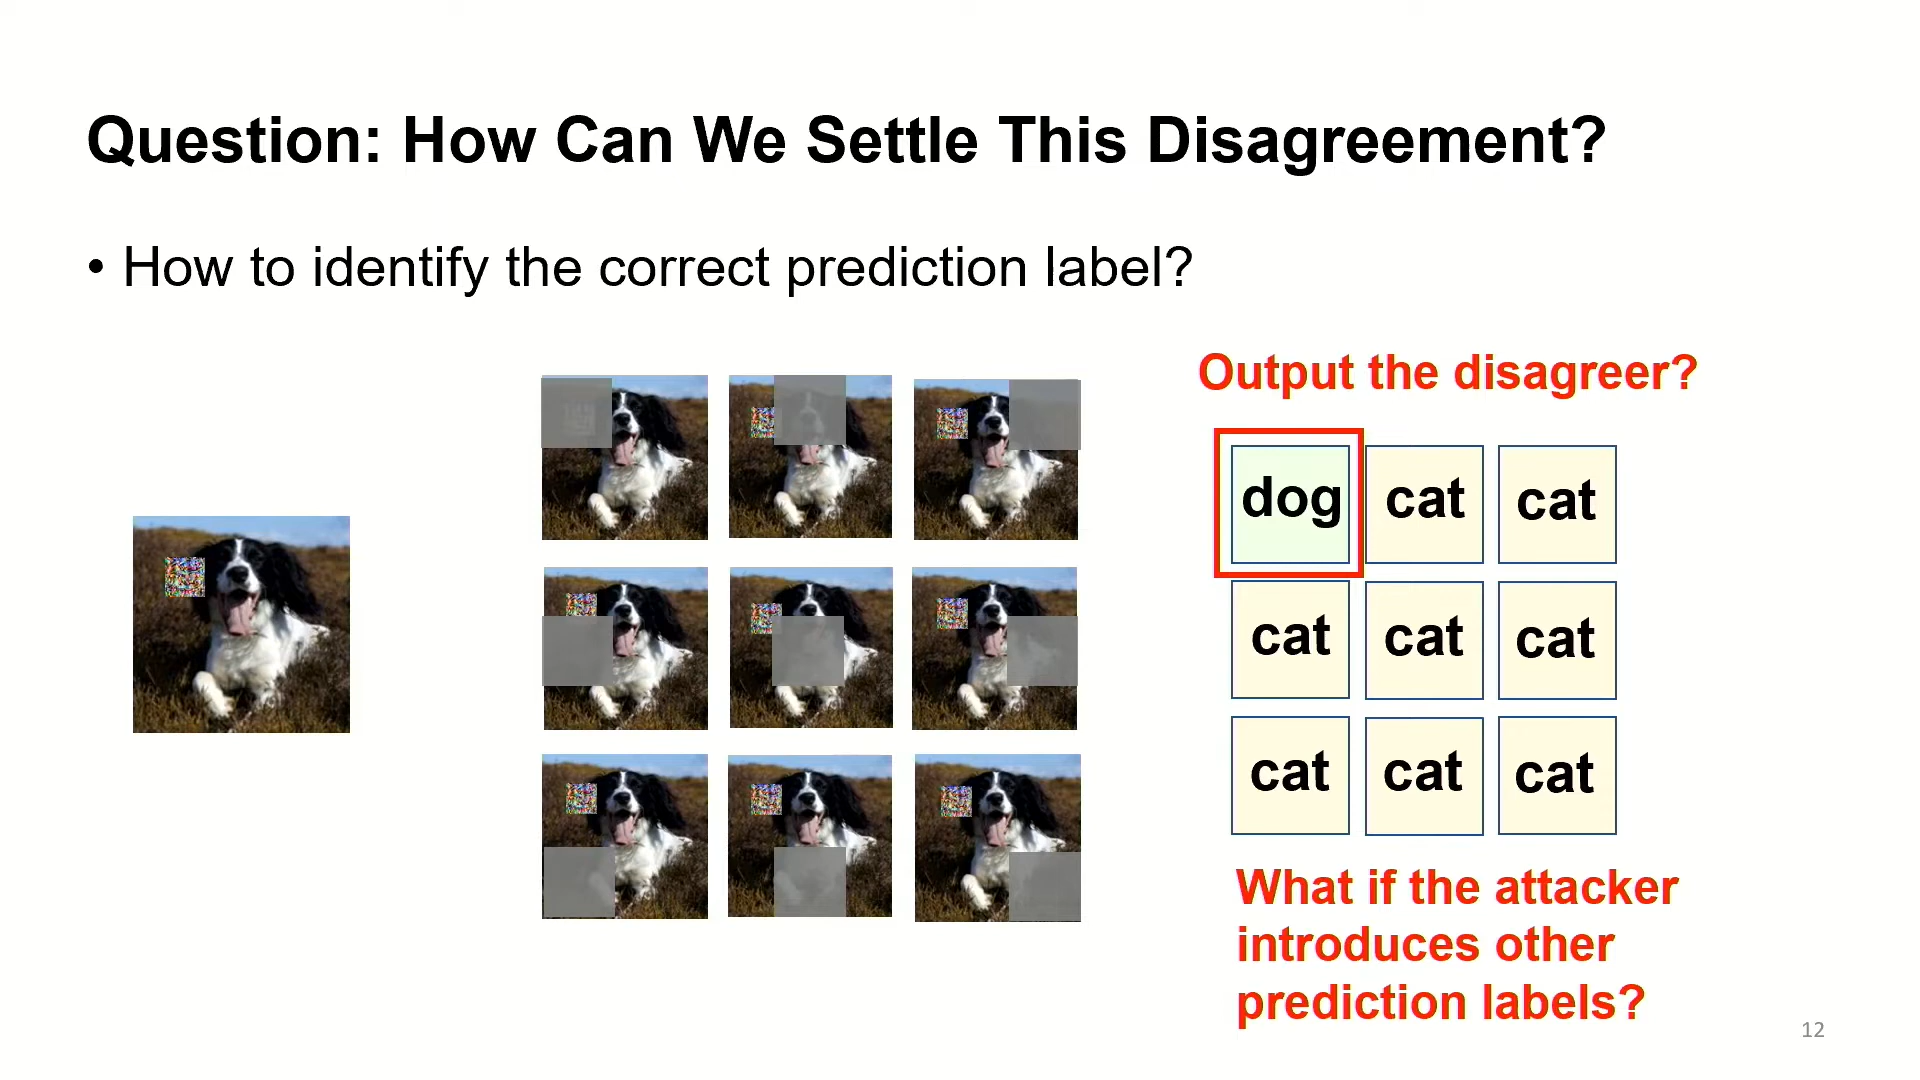 Question: How Can We Settle This Disagreement?
• How to identify the correct prediction label?
Output the disagreer?
dog cat cat
cat cat cat
cat cat cat
What if the attacker
introduces other
prediction labels?
12